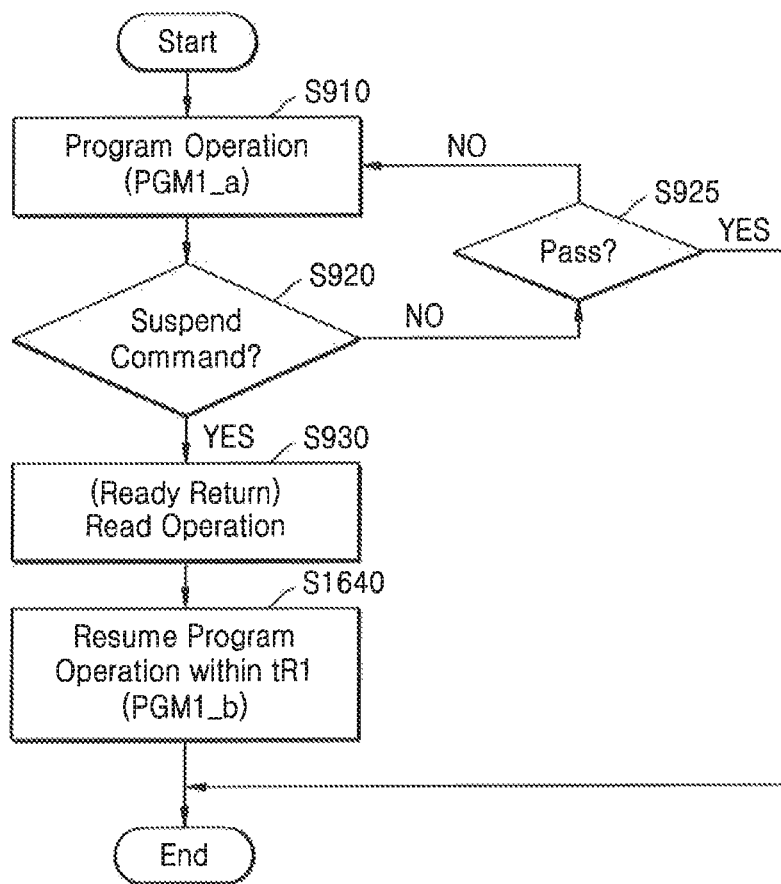 Start
S910
Program Operation
(PGM1_a)
NO
S925
Pass?
YES
S920
Suspend
Command?
NO
YES
S930
(Ready Return)
Read Operation
S1640
Resume Program
Operation within tR1
(PGM1_b)
End